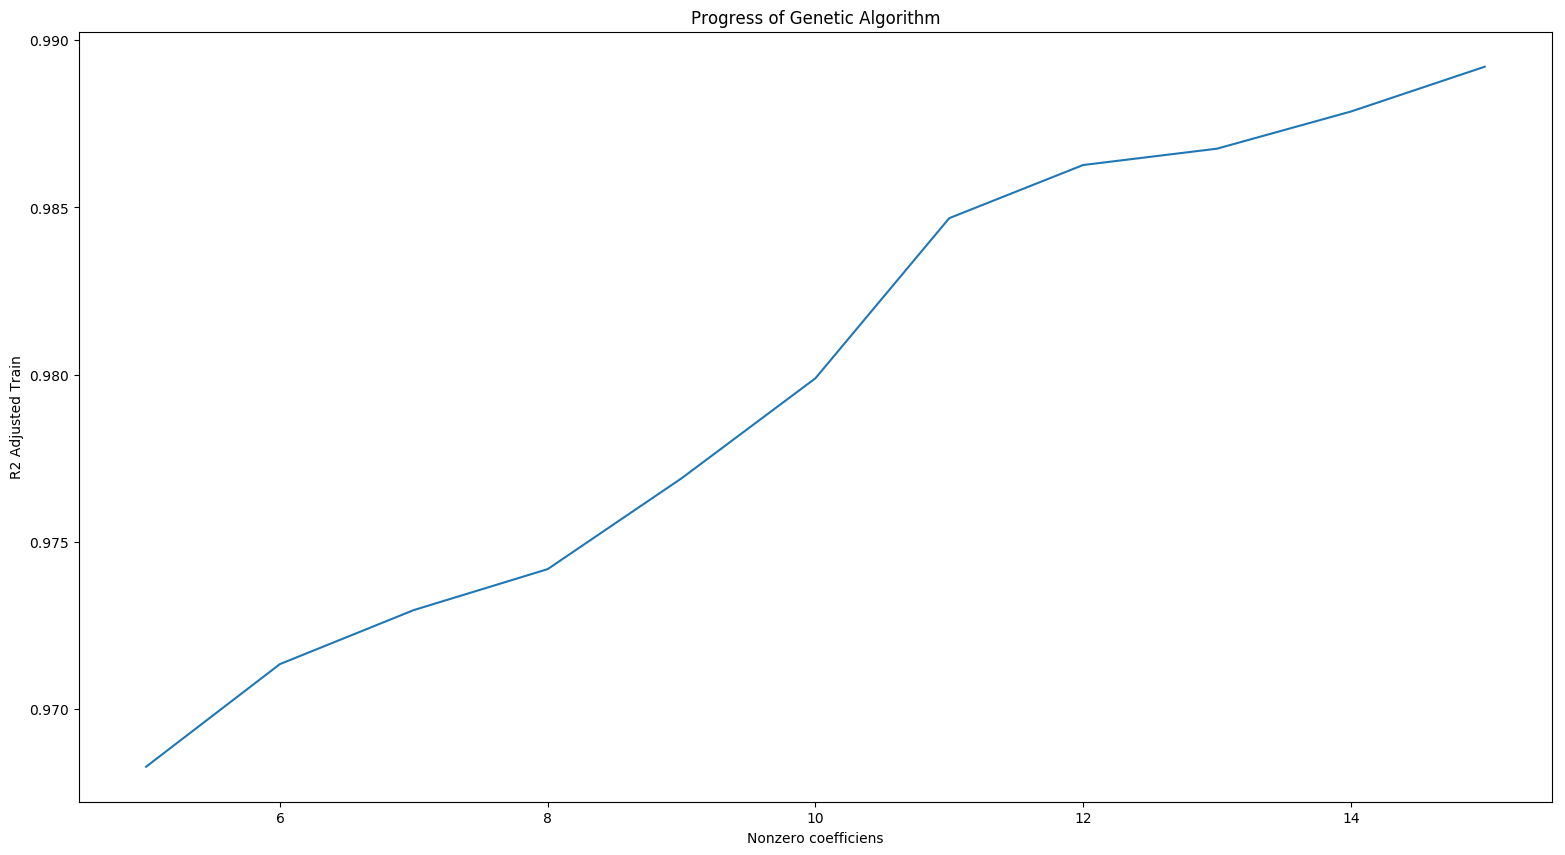 Progress of Genetic Algorithm
0.990
0.985
0.980
0.975
0.970
R2 Adjusted Train
6 8 10 12 14
Nonzero coefficiens